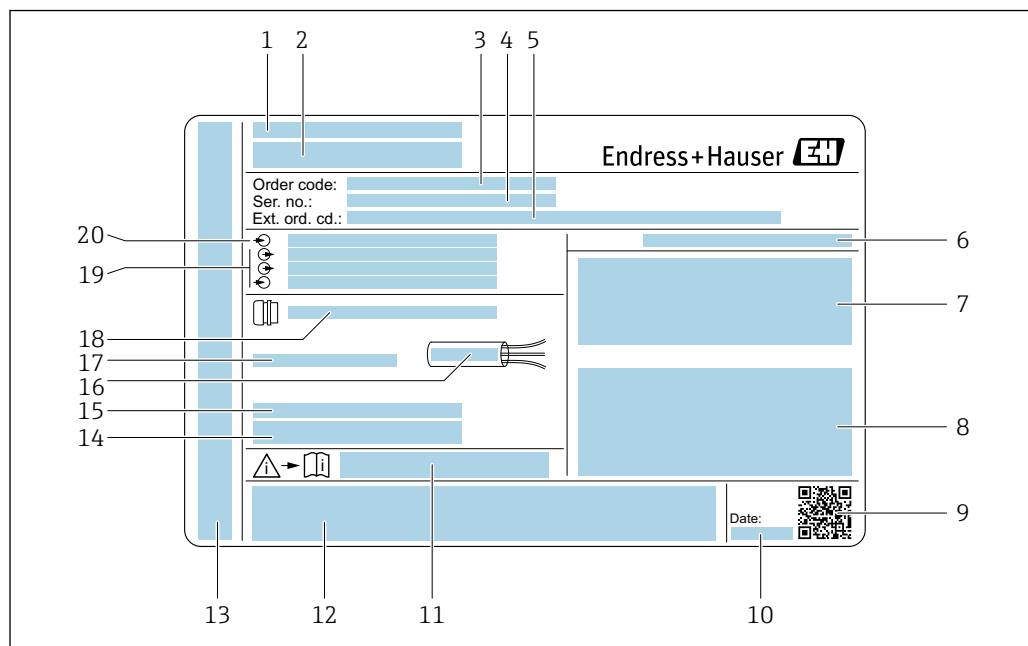 1 2 3 4 5
Endress+Hauser EH
Order code:
Ser. no.:
Ext. ord. cd.:
20
6
19
i
7
18
17
16
15
14
8
i i
Date:
9
13 12 11 10